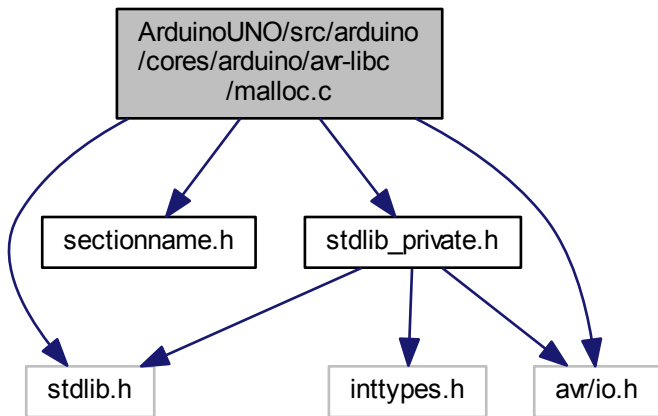 ArduinoUNO/src/arduino
/cores/arduino/avr-libc
/malloc.c
sectionname.h
stdlib_private.h
stdlib.h
inttypes.h
avr/io.h